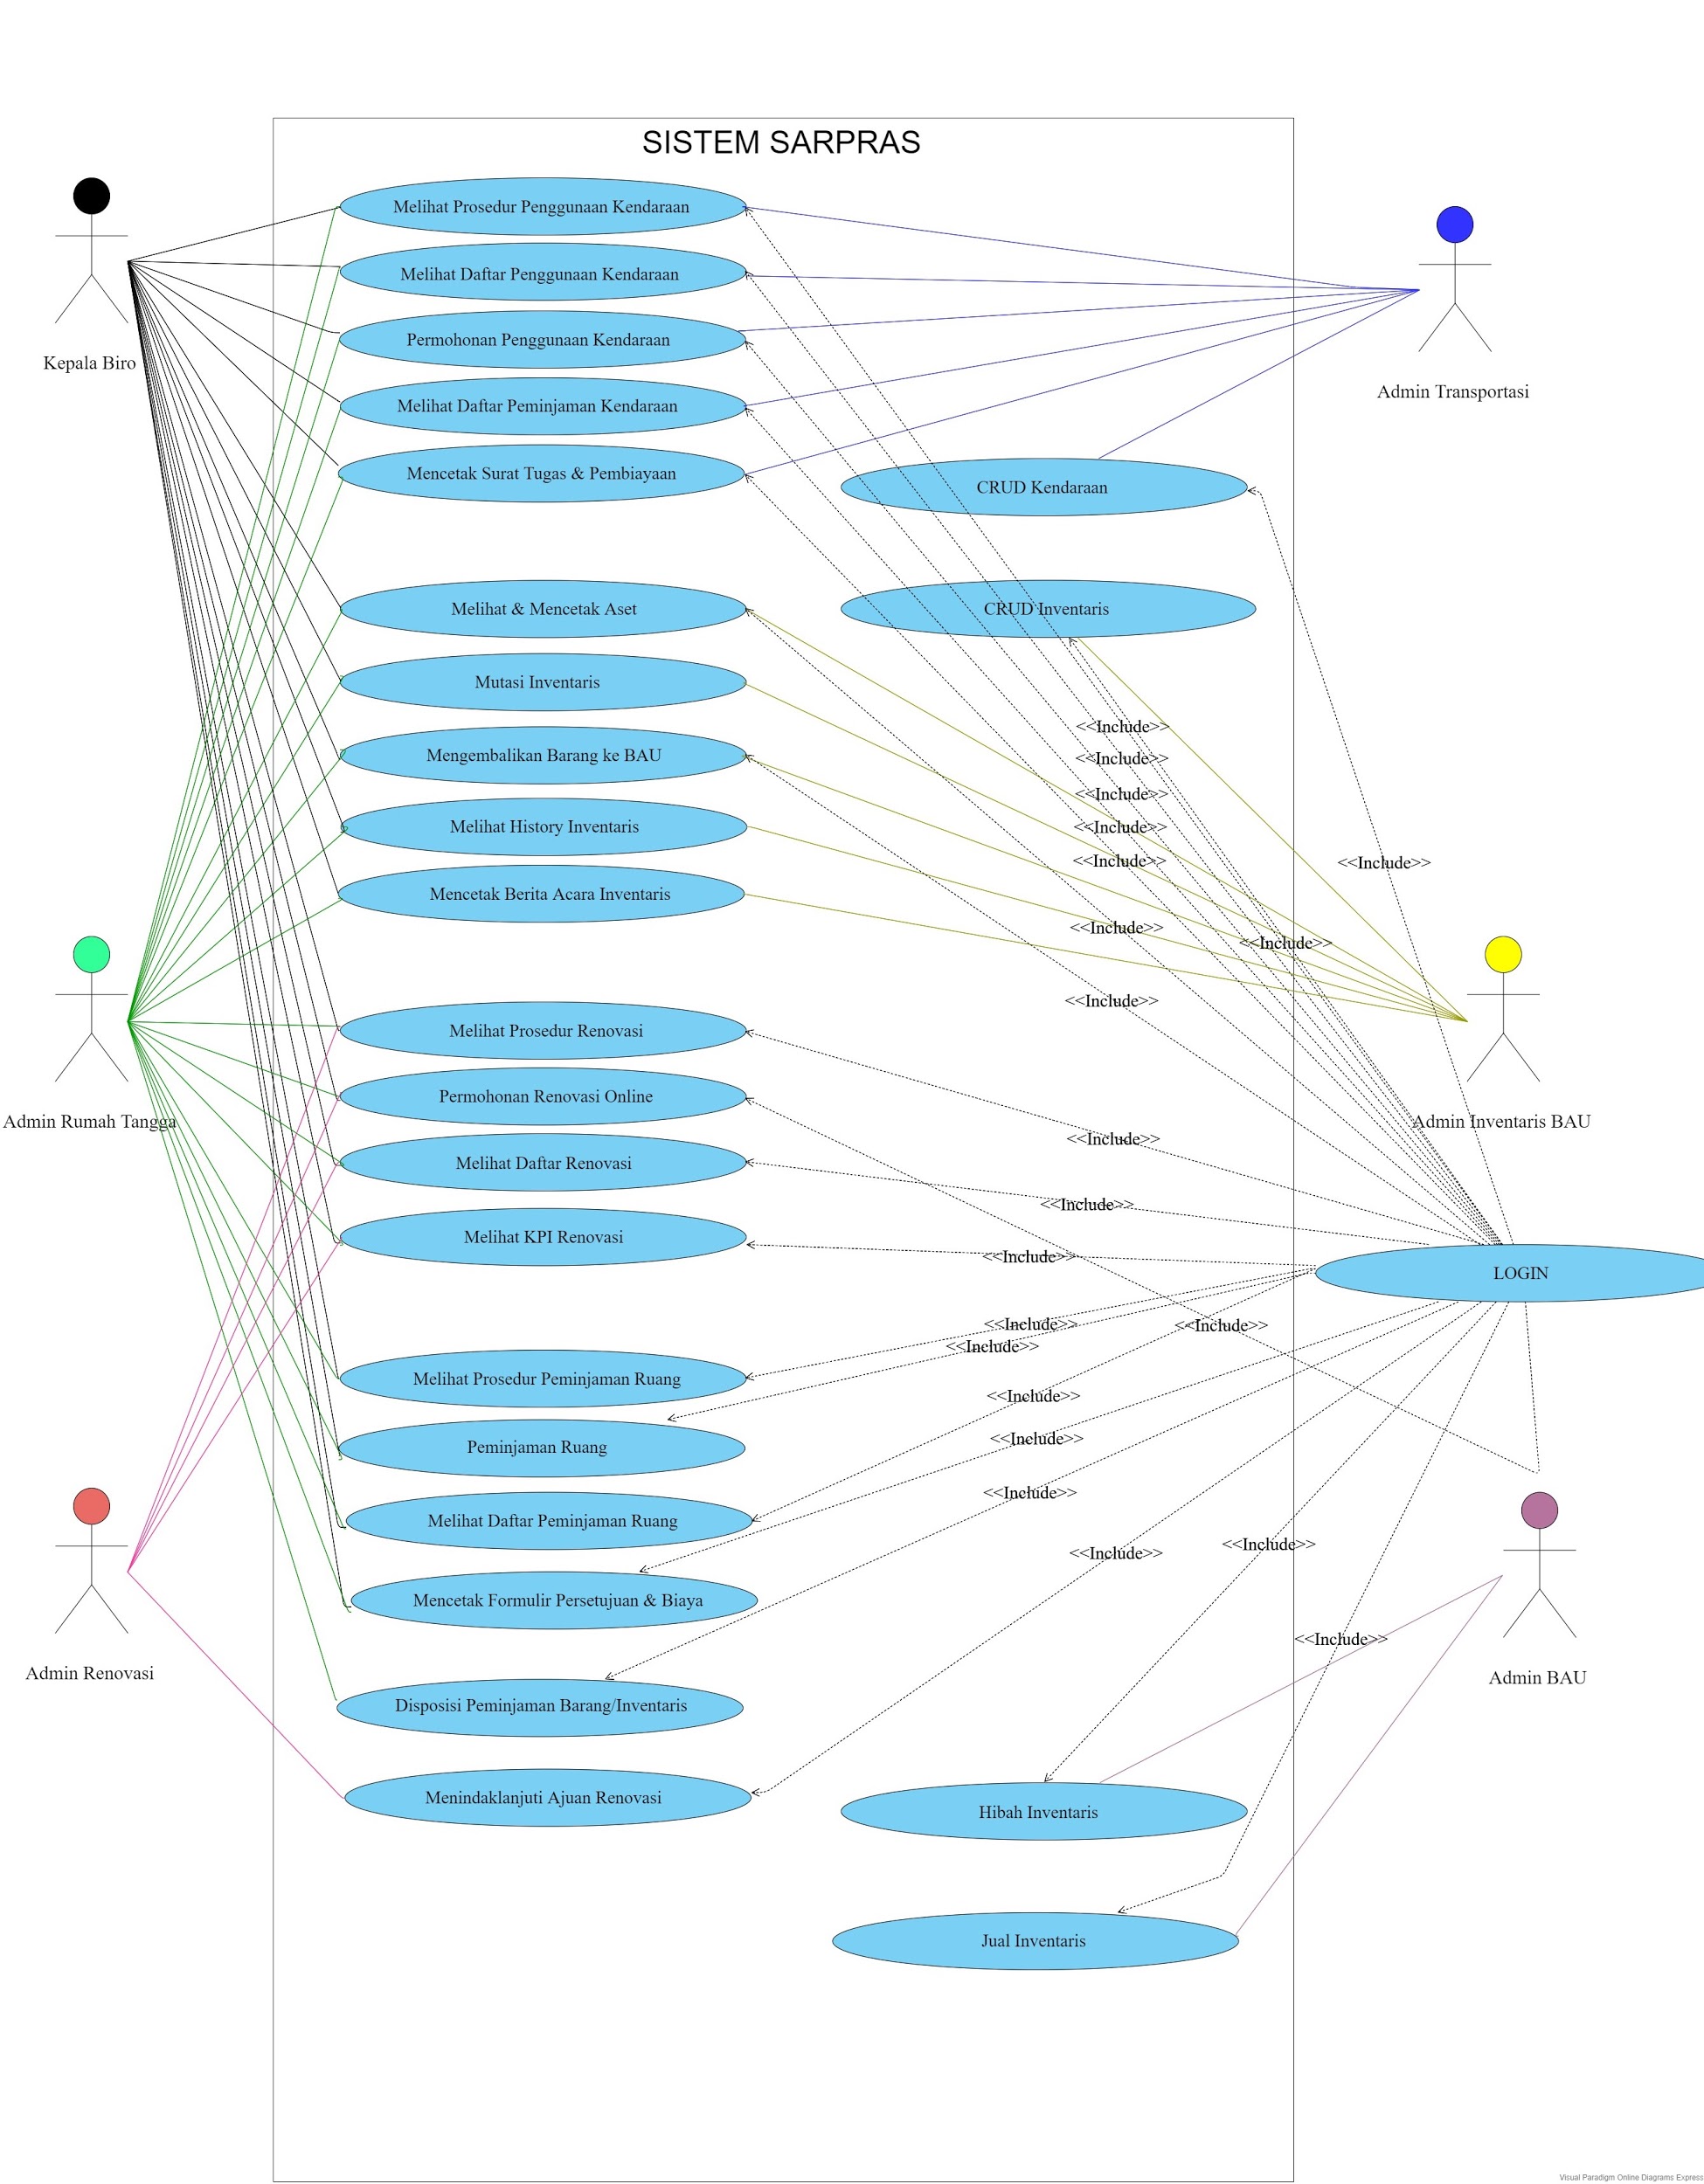 SISTEM SARPRAS
Melihat Prosedur Penggunaan Kendaraan
Melihat Daftar Penggunaan Kendaraan
Permohonan Penggunaan Kendaraan
Kepala Biro
Admin Transportasi
Melihat Daftar Peminjaman Kendaraan
Mencetak Surat Tugas & Pembiayaan
CRUD Kendaraan
Melihat & Mencetak Aset
CRUD Inventaris
Mutasi Inventaris
<<Include>>
Mengembalikan Barang ke BAU
<<Include>>
<<Include>>
Melihat History Inventaris
<<Include>>
<<Include>>
<<Include>>
Mencetak Berita Acara Inventaris
<<Include>>
<<Include>>
<<Include>>
Melihat Prosedur Renovasi
Permohonan Renovasi Online
Admin Rumah Tangga
Admin Inventaris BAU
<<Include>>
Melihat Daftar Renovasi
<<Include>>
Melihat KPI Renovasi
<<Include>>
LOGIN
<<Include>>
<<Include>>
<<Include>>
Melihat Prosedur Peminjaman Ruang
<<Include>>
Peminjaman Ruang
<<Include>>
<<Include>>
Melihat Daftar Peminjaman Ruang
<<Include>>
<<Include>>
Mencetak Formulir Persetujuan & Biaya
<<Include>>
Admin Renovasi
Admin BAU
Disposisi Peminjaman Barang/Inventaris
Menindaklanjuti Ajuan Renovasi
Hibah Inventaris
Jual Inventaris
Visual Paradigm Online Diagrams Express